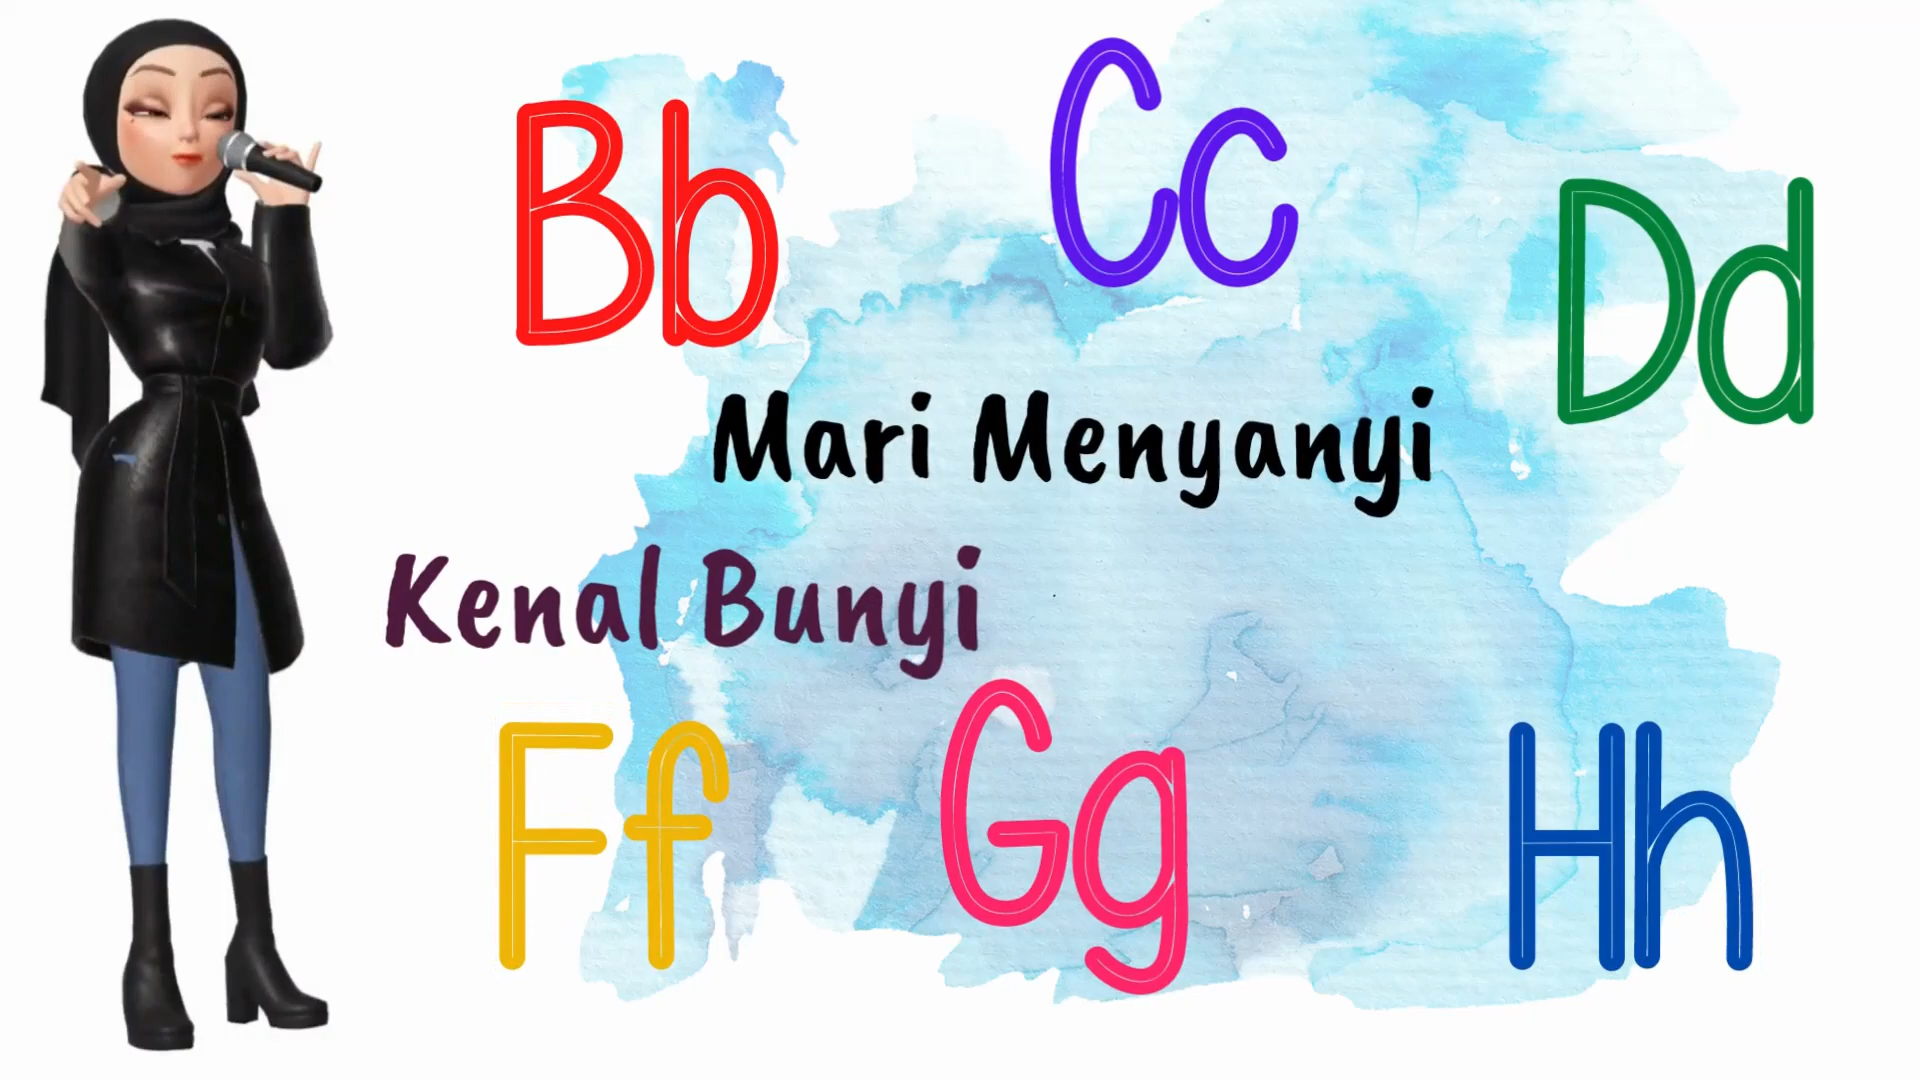 Bb
Cc
Dd
Mari Menyanyi
Kenal Bunyi
Ff
Gg
Hh